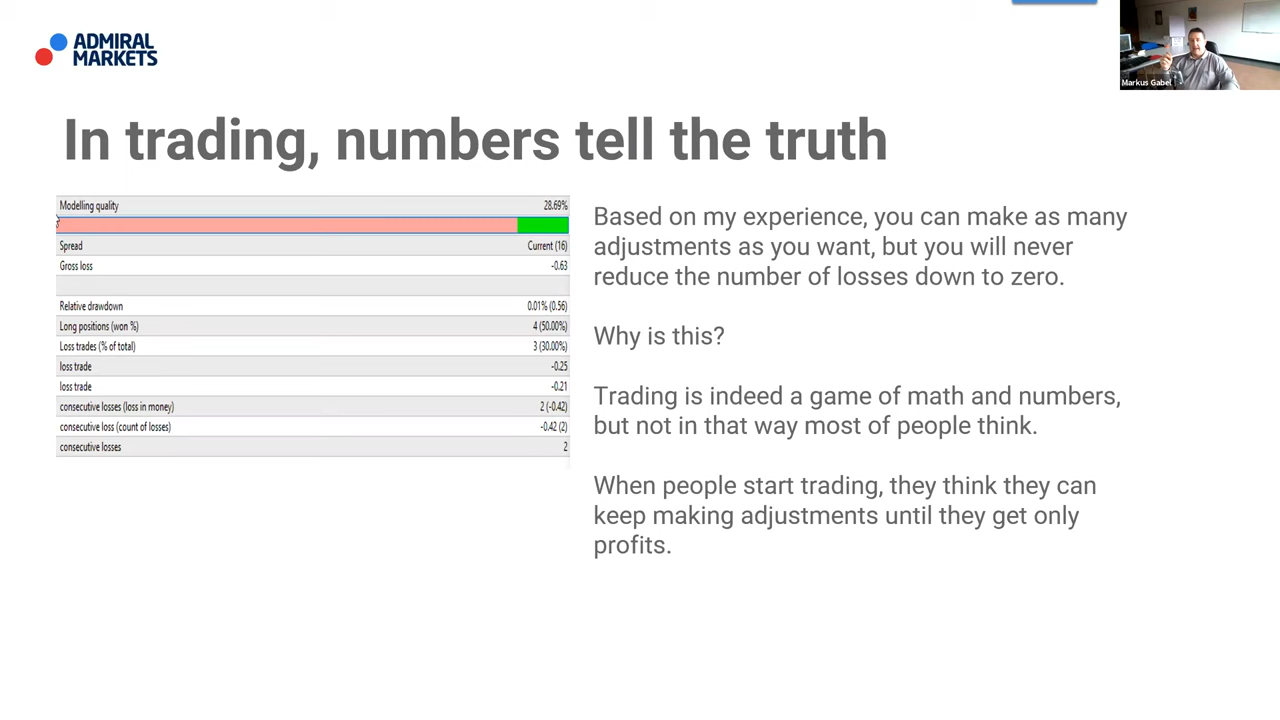 ADMIRAL
MARKETS
Markus Gabel
In trading, numbers tell the truth
Modelling quality 28.69%
Spread Current (16)
Gross loss -0.63
Relative drawdown 0.01% (0.56)
Long positions (won %) 4 (50.00%)
Loss trades (% of total) 3 (30.00%)
loss trade -0.25
loss trade -0.21
consecutive losses (loss in money) 2 (-0.42)
consecutive loss (count of losses) -0.42 (2)
consecutive losses 2
Based on my experience, you can make as many
adjustments as you want, but you will never
reduce the number of losses down to zero.
Why is this?
Trading is indeed a game of math and numbers,
but not in that way most of people think.
When people start trading, they think they can
keep making adjustments until they get only
profits.